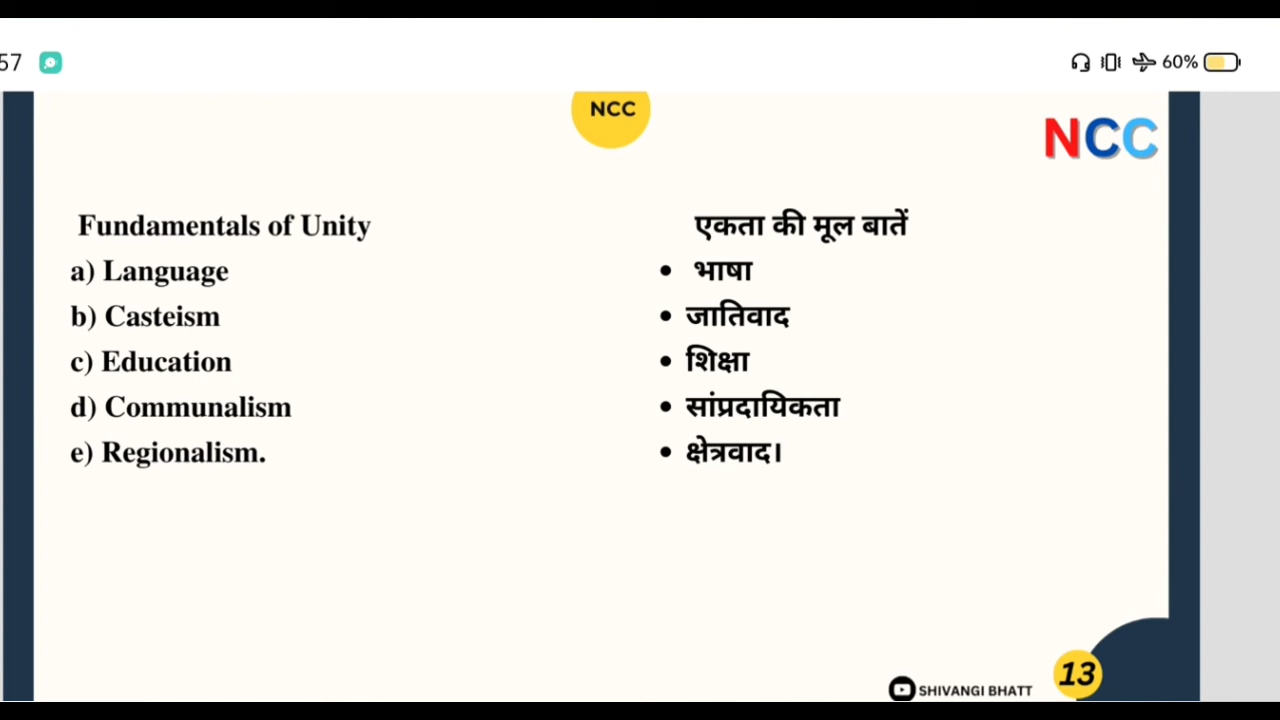 57
60%
NCC
NCC
Fundamentals of Unity
a) Language
b) Casteism
c) Education
d) Communalism
e) Regionalism.
एकता की मूल बातें
• भाषा
• जातिवाद
• शिक्षा
• सांप्रदायिकता
• क्षेत्रवाद।
13
SHIVANGI BHATT